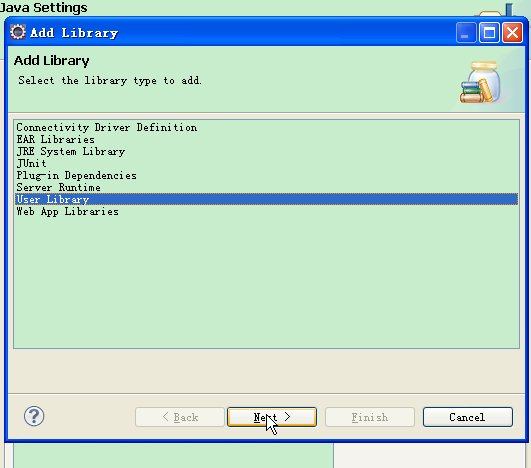 Java Settings
Add Library
Add Library
Select the library type to add.
Connectivity Driver Definition
EAR Libraries
JRE System Library
JUnit
Plug-in Dependencies
Server Runtime
User Library
Web App Libraries
? < Back Next > Finish Cancel